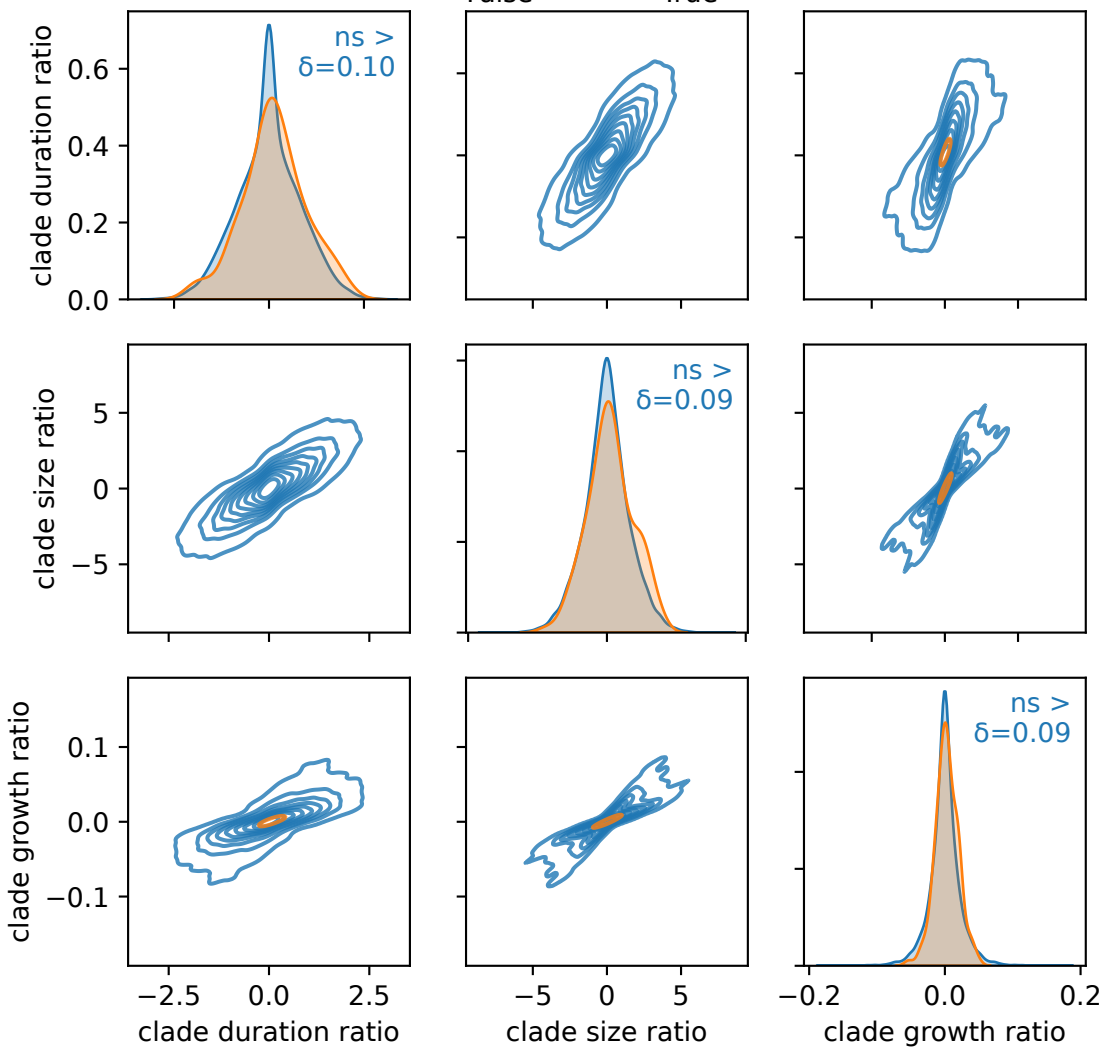 clade duration ratio
0.6
0.4
0.2
0.0
ns >
δ=0.10
clade size ratio
5
0
−5
ns >
δ=0.09
clade growth ratio
0.1
0.0
−0.1
ns >
δ=0.09
−2.5 0.0 2.5
−5 0 5
−0.2 0.0 0.2
clade duration ratio
clade size ratio
clade growth ratio